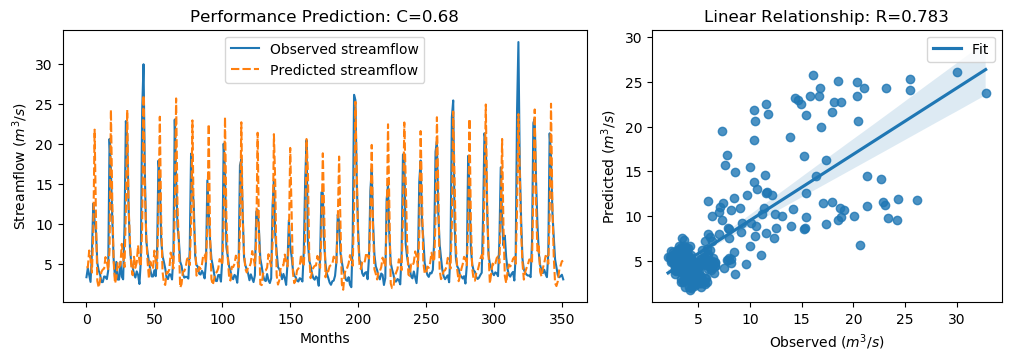 Performance Prediction: C=0.68
Observed streamflow
Predicted streamflow
Streamflow (m³/s)
30
25
20
15
10
5
0
50
100
150
200
250
300
350
Months
Linear Relationship: R=0.783
Fit
Predicted (m³/s)
30
25
20
15
10
5
5
10
15
20
25
30
Observed (m³/s)